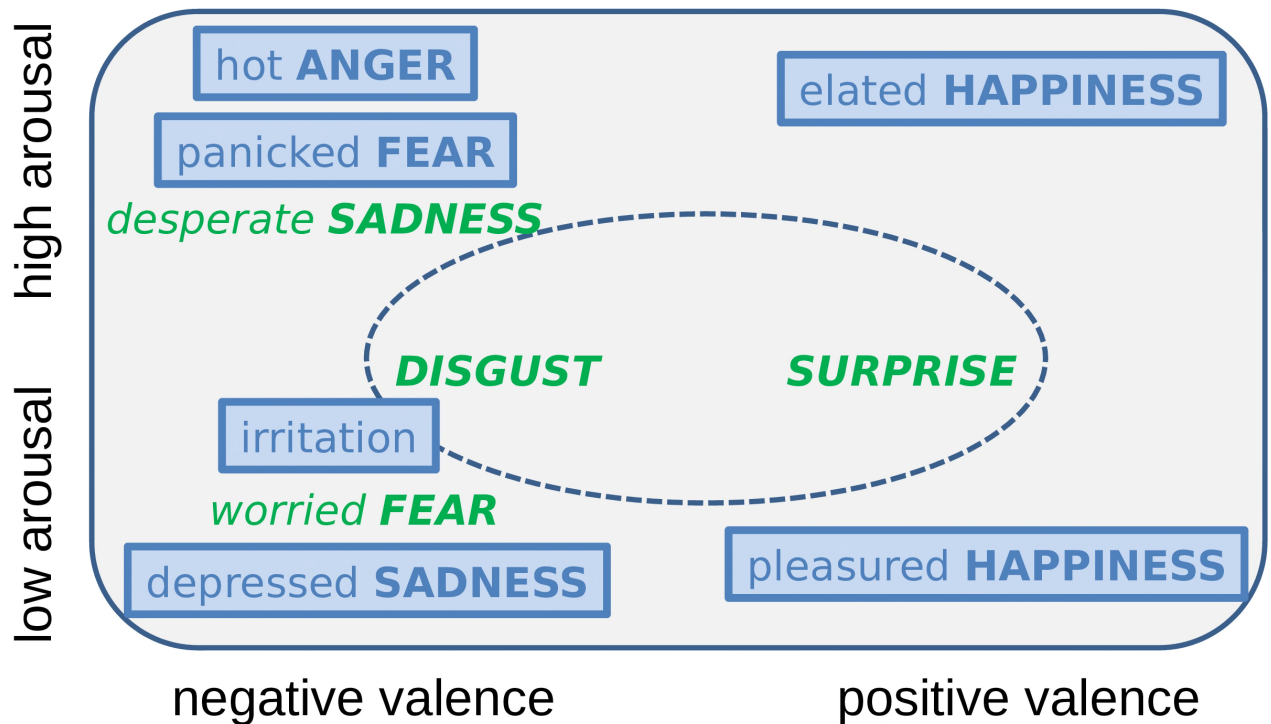 high arousal
low arousal
hot ANGER
elated HAPPINESS
panicked FEAR
desperate SADNESS
DISGUST
SURPRISE
irritation
worried FEAR
depressed SADNESS
pleasured HAPPINESS
negative valence
positive valence